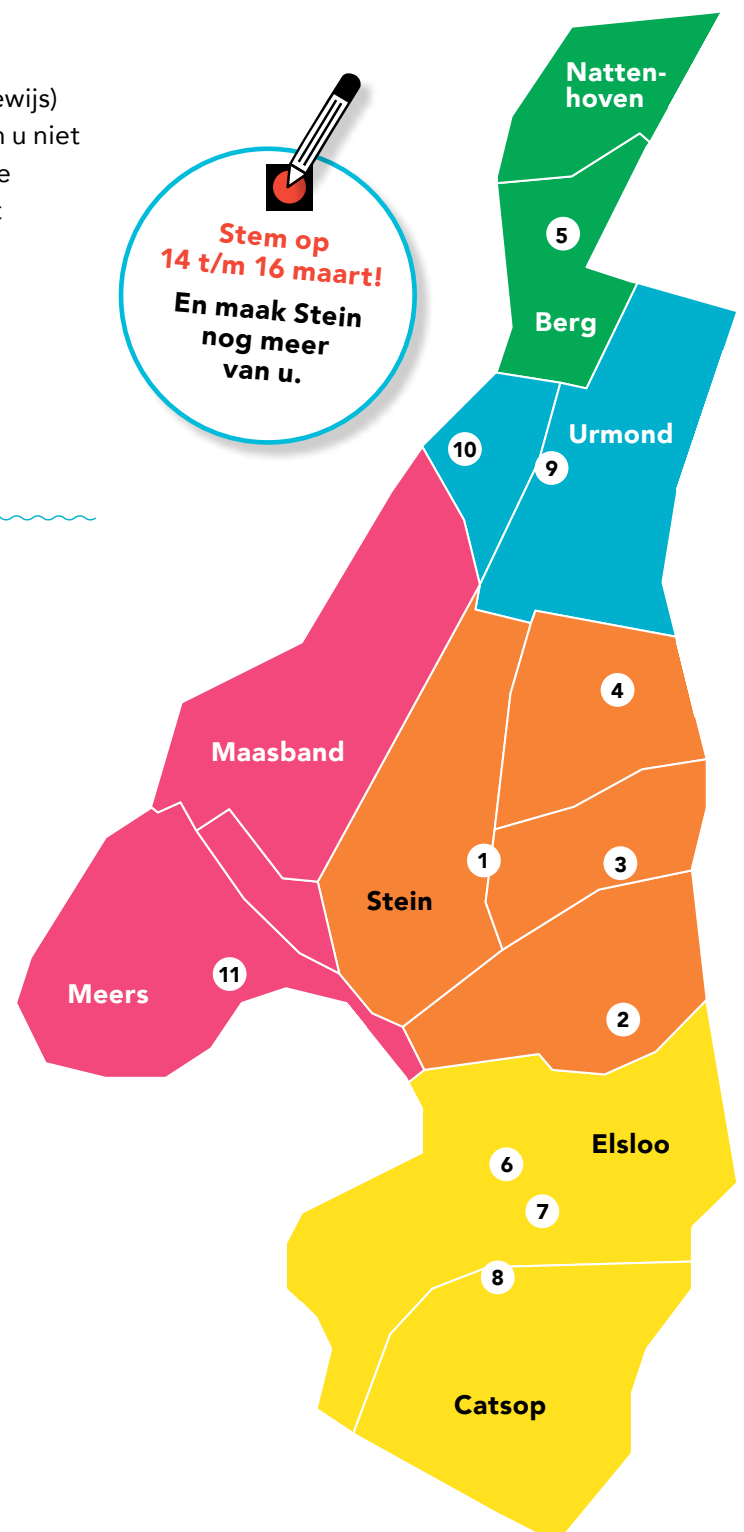 ewijs)
u niet
e
Stem op
14 t/m 16 maart!
En maak Stein
nog meer
van u.
Natten-
hoven
5
Berg
Urmond
10
9
4
Maasband
1
3
Stein
11
Meers
2
Elsloo
6
7
8
Catsop